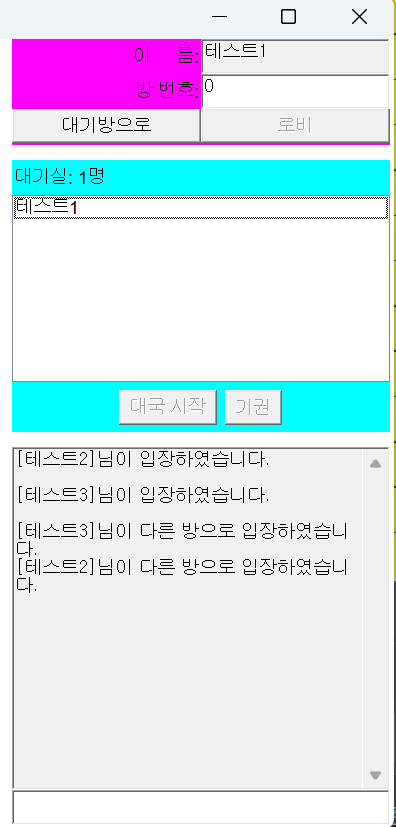 이 름: 테스트1
방 번호: 0
대기방으로 로비
대기실: 1명
테스트1
대국 시작 기권
[테스트2]님이 입장하였습니다.
[테스트3]님이 입장하였습니다.
[테스트3]님이 다른 방으로 입장하였습니
다.
[테스트2]님이 다른 방으로 입장하였습니
다.